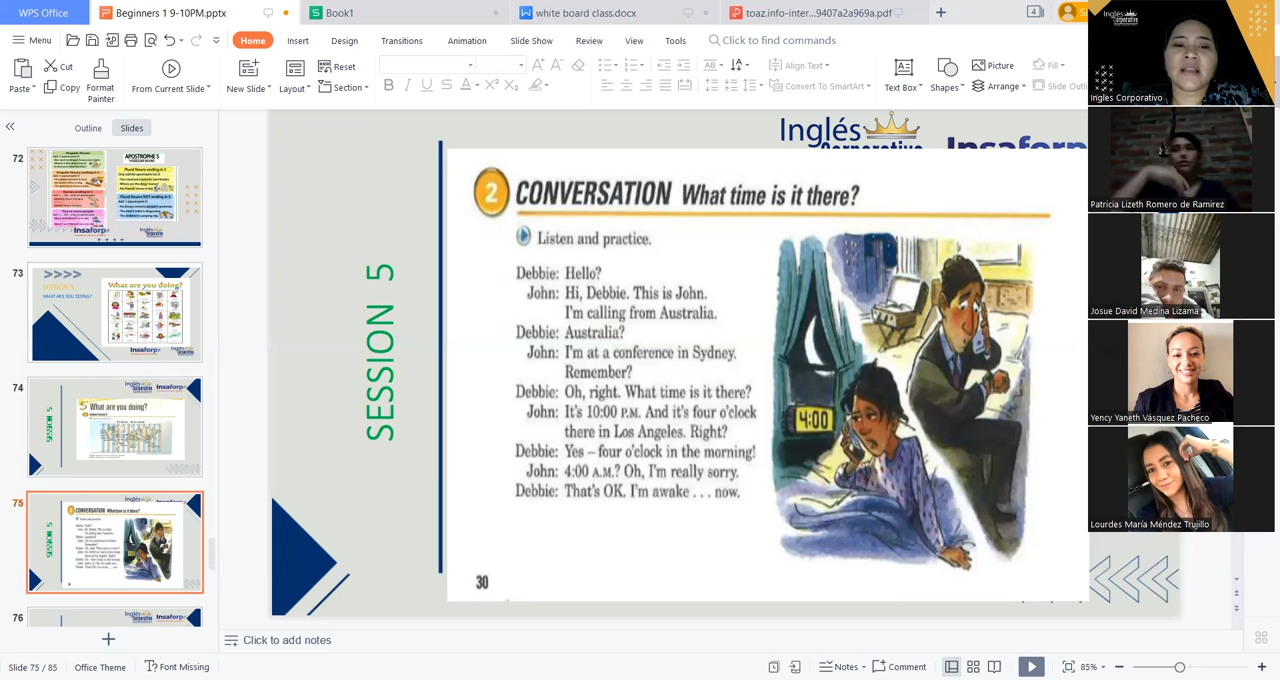 WPS Office
Beginners 1 9-10PM.pptx
Book1
white board class.docx
toaz.info-inter...9407a2a969a.pdf
4
Menu
Home
Insert
Design
Transitions
Animation
Slide Show
Review
View
Tools
Click to find commands
Paste
Cut
Copy
Format Painter
From Current Slide
New Slide
Layout
Reset
Section
Align Text
Convert To SmartArt
Text Box
Shapes
Picture
Arrange
Fill
Slide Outline
Outline
Slides
72
73
74
75
76
SESSION 5
Inglés
Corporativo
Insaforp
2 CONVERSATION What time is it there?
Listen and practice.
Debbie: Hello?
John: Hi, Debbie. This is John.
I'm calling from Australia.
Debbie: Australia?
John: I'm at a conference in Sydney.
Remember?
Debbie: Oh, right. What time is it there?
John: It's 10:00 P.M. And it's four o'clock
there in Los Angeles. Right?
Debbie: Yes – four o'clock in the morning!
John: 4:00 A.M.? Oh, I'm really sorry.
Debbie: That's OK. I'm awake . . . now.
4:00
30
Ingles Corporativo
Patricia Lizeth Romero de Ramirez
Josue David Medina Lizama
Yency Yaneth Vásquez Pacheco
Lourdes María Méndez Trujillo
Click to add notes
Slide 75 / 85
Office Theme
Font Missing
Notes
Comment
85%